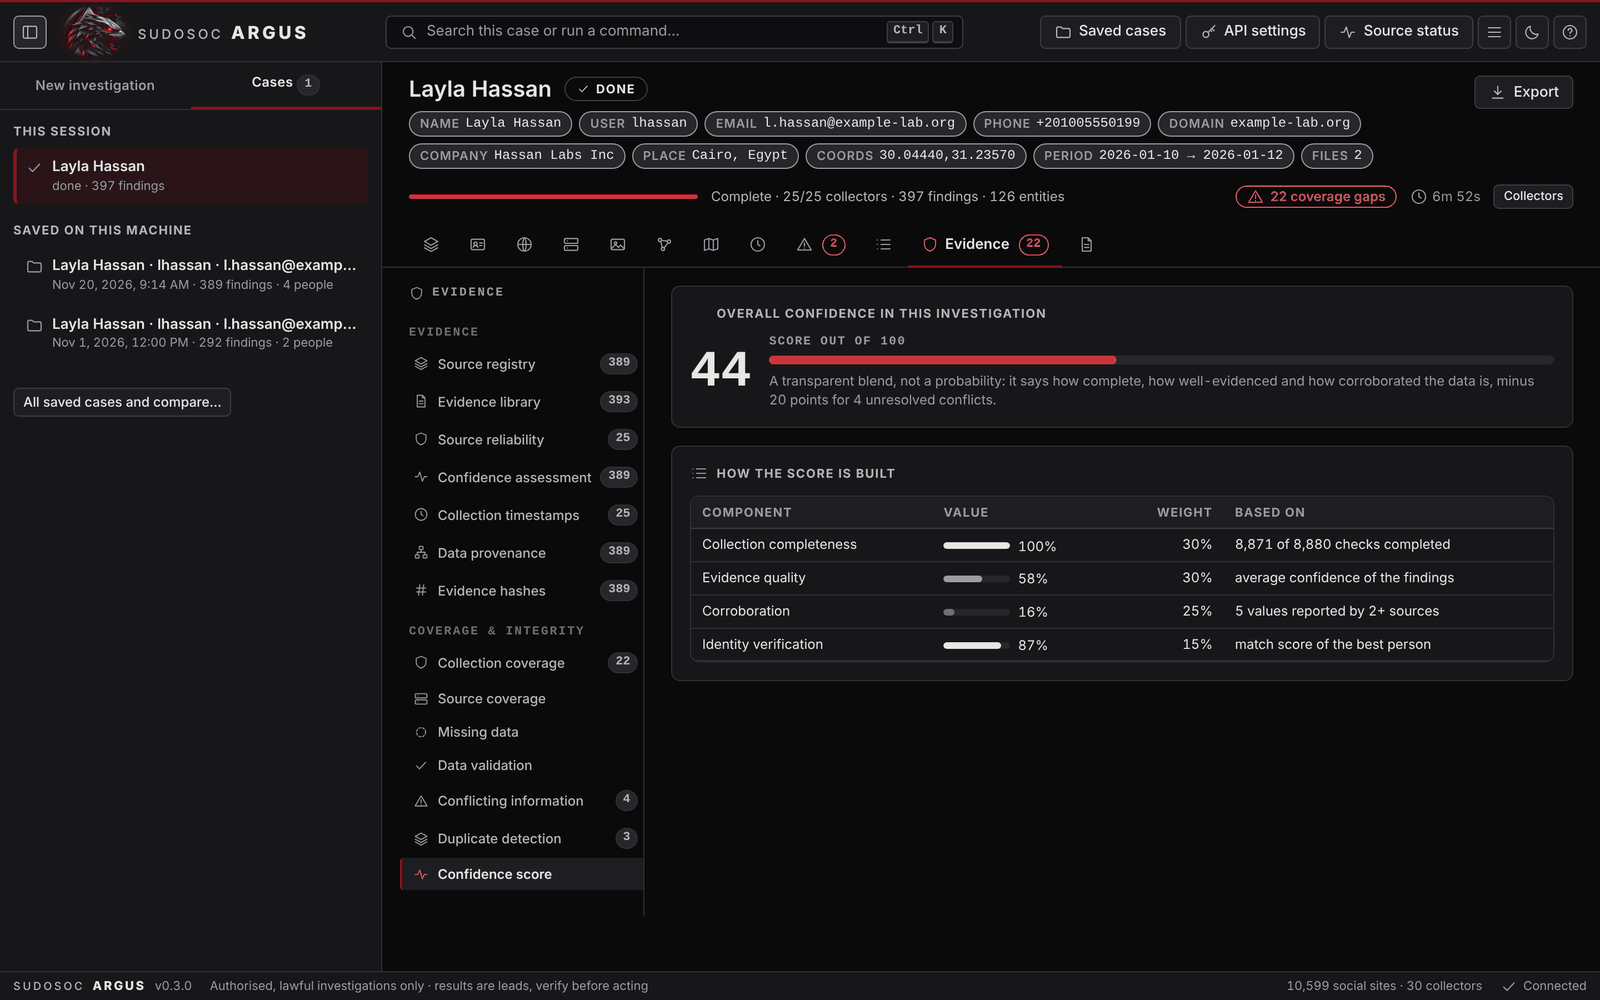 SUDOSOC ARGUS
Search this case or run a command... Ctrl K
Saved cases
API settings
Source status
New investigation
Cases 1
THIS SESSION
Layla Hassan
done · 397 findings
SAVED ON THIS MACHINE
Layla Hassan · lhassan · l.hassan@examp...
Nov 20, 2026, 9:14 AM · 389 findings · 4 people
Layla Hassan · lhassan · l.hassan@examp...
Nov 1, 2026, 12:00 PM · 292 findings · 2 people
All saved cases and compare...
Layla Hassan DONE
Export
NAME Layla Hassan USER lhassan EMAIL l.hassan@example-lab.org PHONE +201005550199 DOMAIN example-lab.org
COMPANY Hassan Labs Inc PLACE Cairo, Egypt COORDS 30.04440,31.23570 PERIOD 2026-01-10 → 2026-01-12 FILES 2
Complete · 25/25 collectors · 397 findings · 126 entities
22 coverage gaps
6m 52s
Collectors
2
Evidence 22
EVIDENCE
EVIDENCE
Source registry 389
Evidence library 393
Source reliability 25
Confidence assessment 389
Collection timestamps 25
Data provenance 389
Evidence hashes 389
COVERAGE & INTEGRITY
Collection coverage 22
Source coverage
Missing data
Data validation
Conflicting information 4
Duplicate detection 3
Confidence score
OVERALL CONFIDENCE IN THIS INVESTIGATION
44
SCORE OUT OF 100
A transparent blend, not a probability: it says how complete, how well-evidenced and how corroborated the data is, minus
20 points for 4 unresolved conflicts.
HOW THE SCORE IS BUILT
COMPONENT VALUE WEIGHT BASED ON
Collection completeness 100% 30% 8,871 of 8,880 checks completed
Evidence quality 58% 30% average confidence of the findings
Corroboration 16% 25% 5 values reported by 2+ sources
Identity verification 87% 15% match score of the best person
SUDOSOC ARGUS v0.3.0 Authorised, lawful investigations only · results are leads, verify before acting
10,599 social sites · 30 collectors Connected